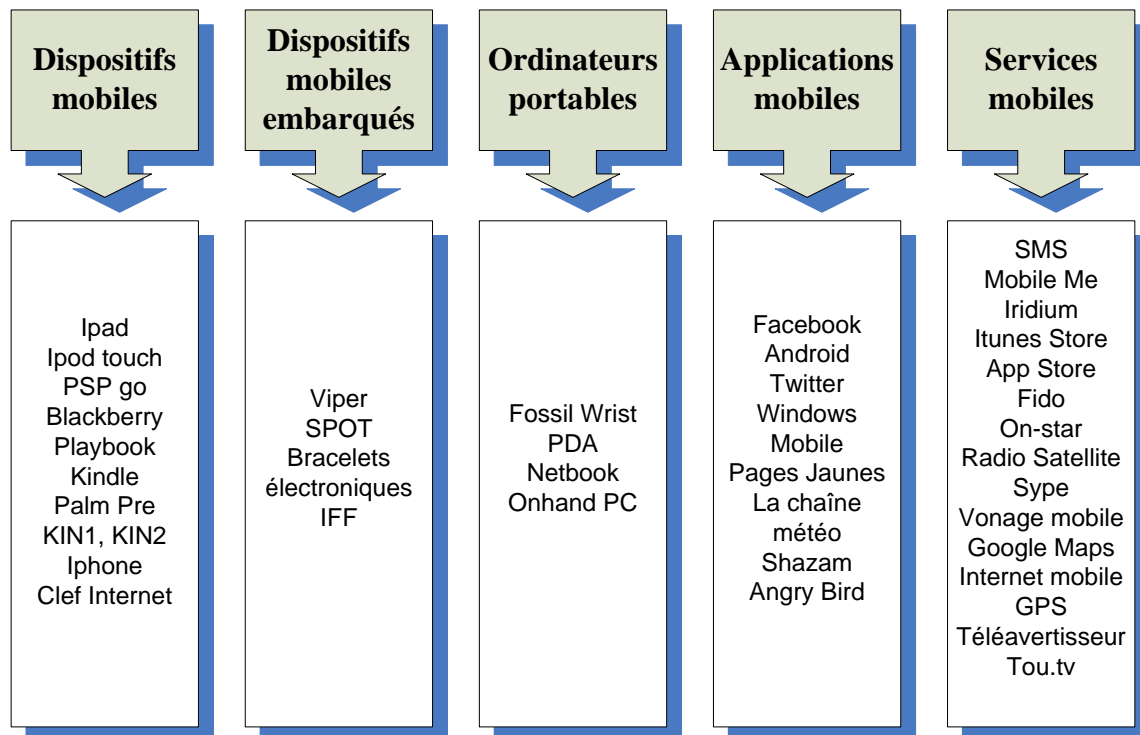 Dispositifs
mobiles
Dispositifs
mobiles
embarqués
Ordinateurs
portables
Applications
mobiles
Services
mobiles
Ipad
Ipod touch
PSP go
Blackberry
Playbook
Kindle
Palm Pre
KIN1, KIN2
Iphone
Clef Internet
Viper
SPOT
Bracelets
électroniques
IFF
Fossil Wrist
PDA
Netbook
Onhand PC
Facebook
Android
Twitter
Windows
Mobile
Pages Jaunes
La chaîne
météo
Shazam
Angry Bird
SMS
Mobile Me
Iridium
Itunes Store
App Store
Fido
On-star
Radio Satellite
Sype
Vonage mobile
Google Maps
Internet mobile
GPS
Téléavertisseur
Tou.tv